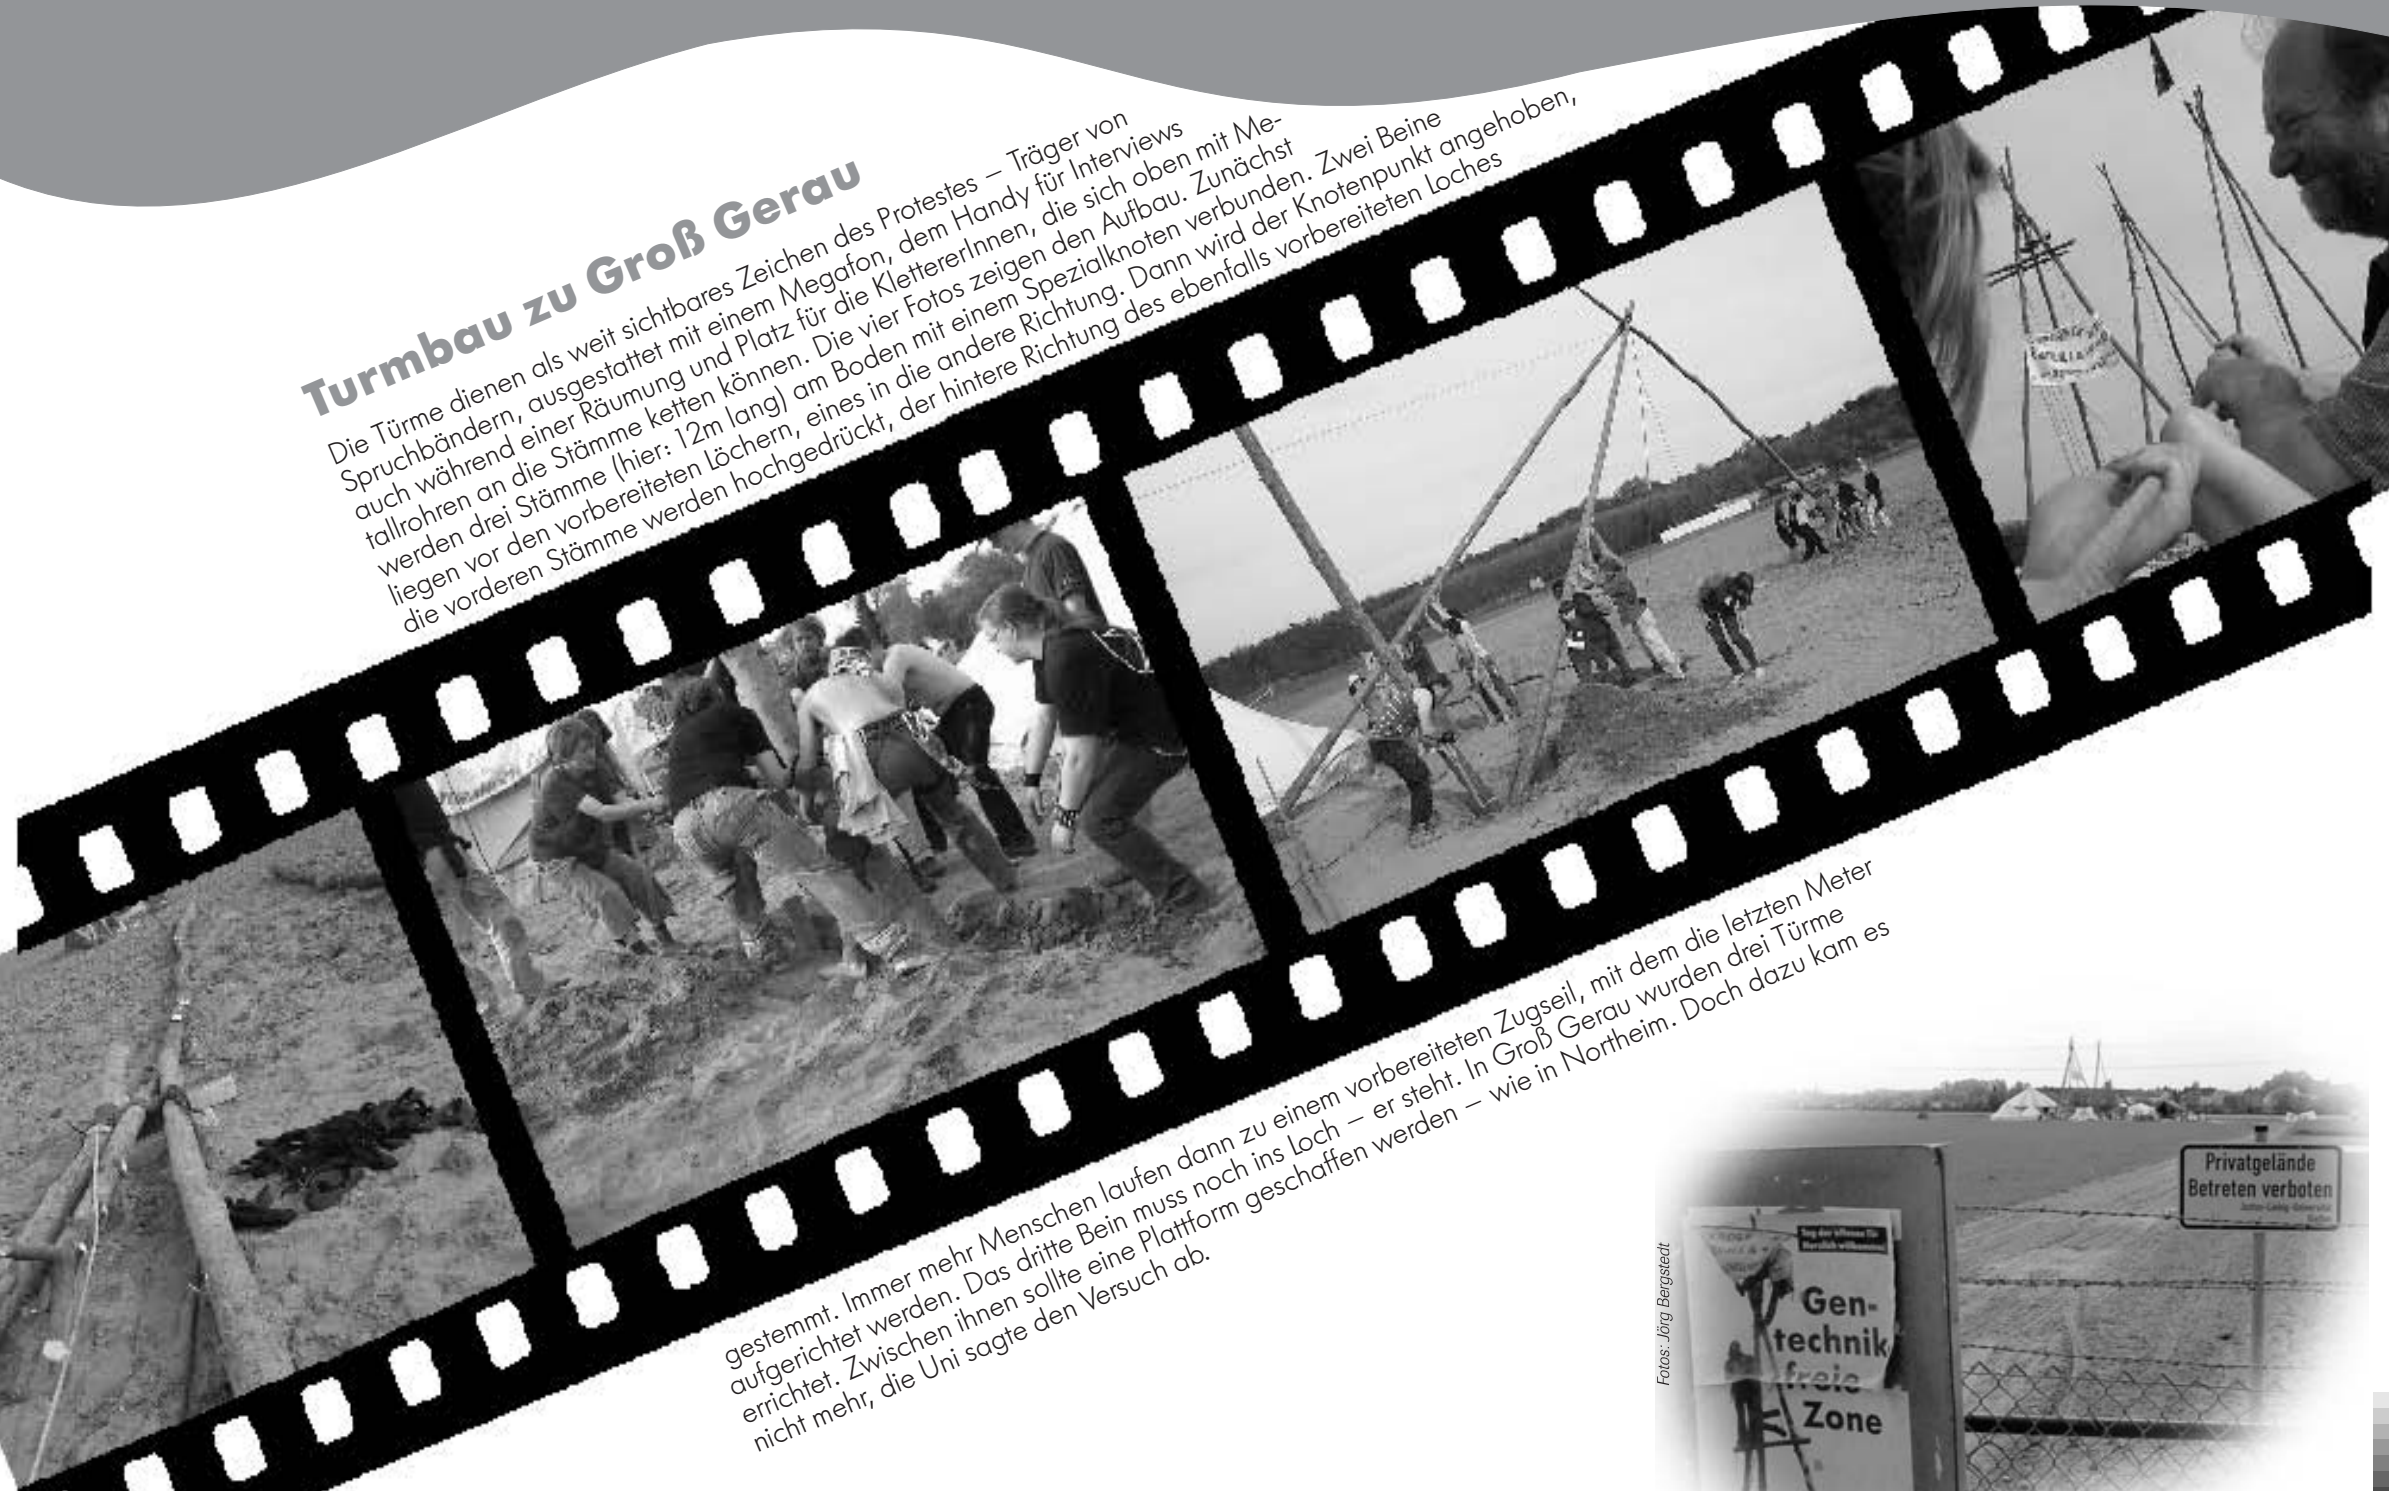 Turmbau zu Groß Gerau
Die Türme dienen als weit sichtbares Zeichen des Protestes – Träger von
Spruchbändern, ausgestattet mit einem Megafon, dem Handy für Interviews
auch während einer Räumung und Platz für die KlettererInnen, die sich oben mit Me-
tallrohren an die Stämme ketten können. Die vier Fotos zeigen den Aufbau. Zunächst
werden drei Stämme (hier: 12m lang) am Boden mit einem Spezialknoten verbunden. Zwei Beine
liegen vor den vorbereiteten Löchern, eines in die andere Richtung. Dann wird der Knotenpunkt angehoben,
die vorderen Stämme werden hochgedrückt, der hintere Richtung des ebenfalls vorbereiteten Loches
gestemmt. Immer mehr Menschen laufen dann zu einem vorbereiteten Zugseil, mit dem die letzten Meter
aufgerichtet werden. Das dritte Bein muss noch ins Loch – er steht. In Groß Gerau wurden drei Türme
errichtet. Zwischen ihnen sollte eine Plattform geschaffen werden – wie in Northeim. Doch dazu kam es
nicht mehr, die Uni sagte den Versuch ab.
Fotos: Jörg Bergstedt
Privatgelände
Betreten verboten
Gen-
technik
freie
Zone